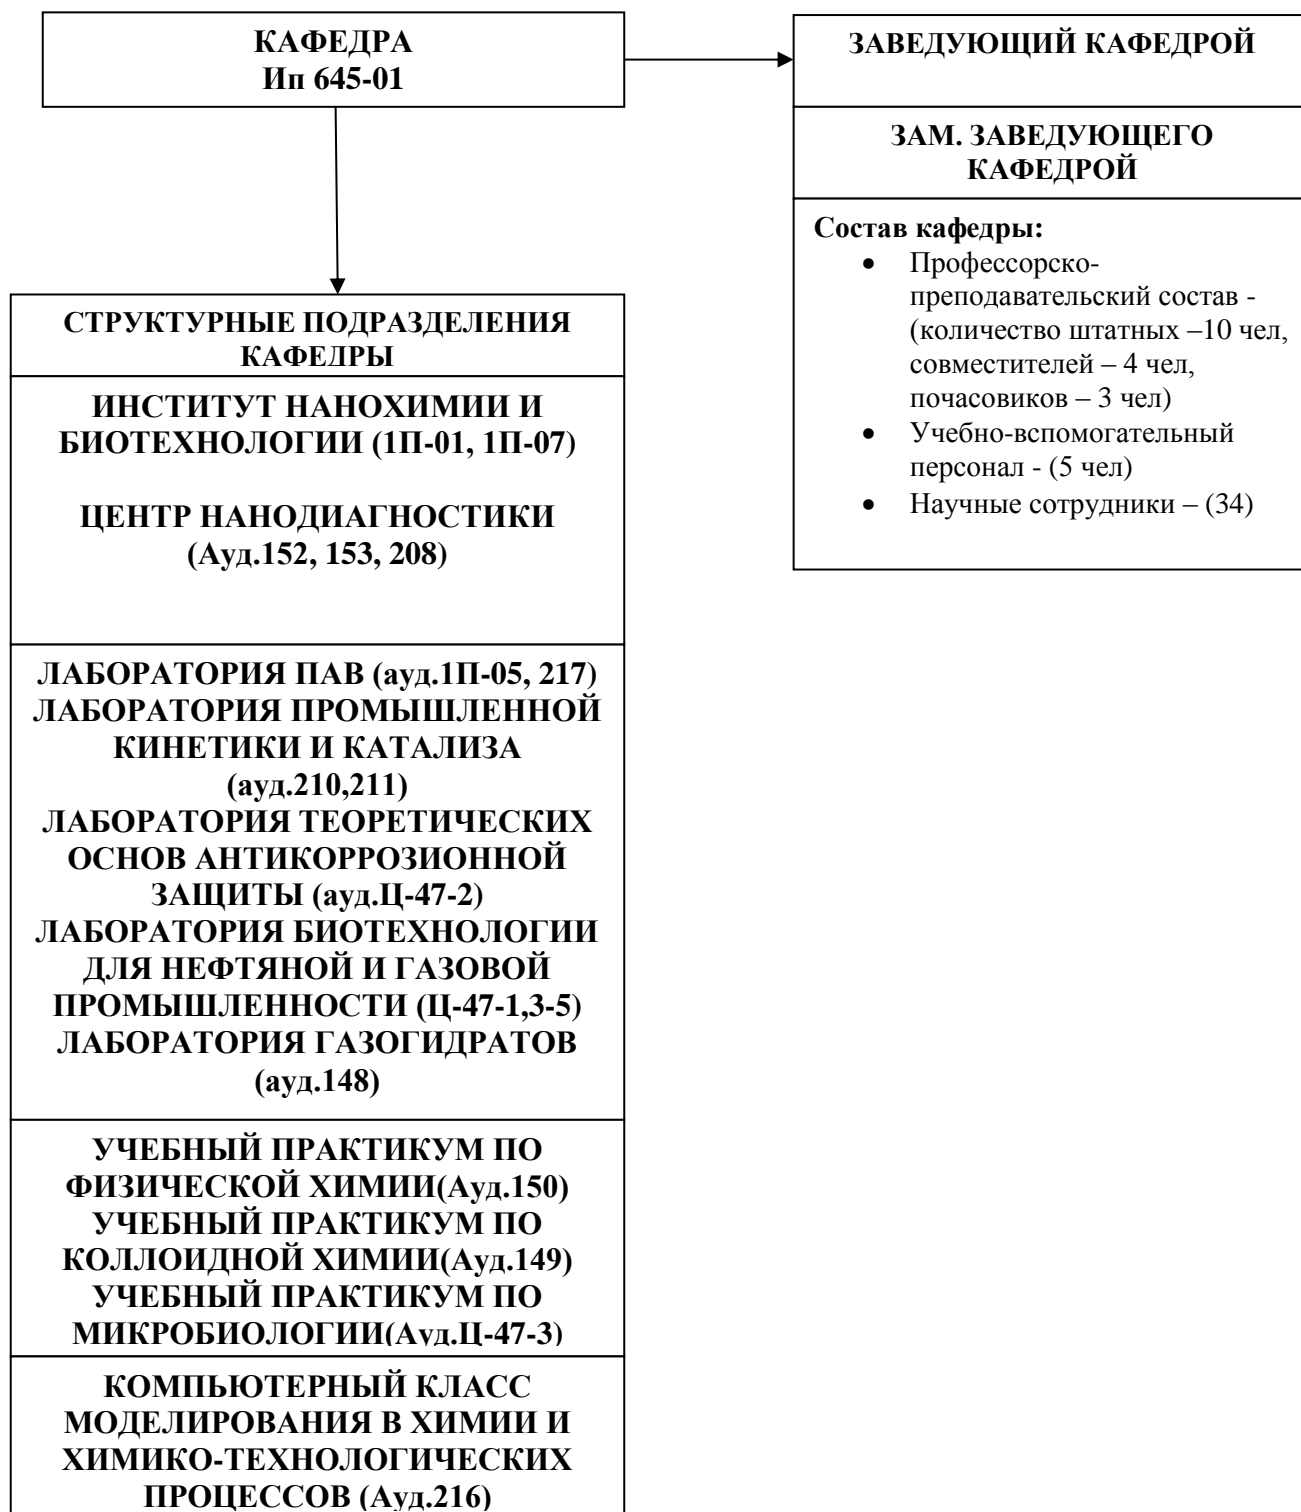 КАФЕДРА
Ип 645-01
ЗАВЕДУЮЩИЙ КАФЕДРОЙ
ЗАМ. ЗАВЕДУЮЩЕГО
КАФЕДРОЙ
Состав кафедры:
• Профессорско-
преподавательский состав -
(количество штатных –10 чел,
совместителей – 4 чел,
почасовиков – 3 чел)
• Учебно-вспомогательный
персонал - (5 чел)
• Научные сотрудники – (34)
СТРУКТУРНЫЕ ПОДРАЗДЕЛЕНИЯ
КАФЕДРЫ
ИНСТИТУТ НАНОХИМИИ И
БИОТЕХНОЛОГИИ (1П-01, 1П-07)
ЦЕНТР НАНОДИАГНОСТИКИ
(Ауд.152, 153, 208)
ЛАБОРАТОРИЯ ПАВ (ауд.1П-05, 217)
ЛАБОРАТОРИЯ ПРОМЫШЛЕННОЙ
КИНЕТИКИ И КАТАЛИЗА
(ауд.210,211)
ЛАБОРАТОРИЯ ТЕОРЕТИЧЕСКИХ
ОСНОВ АНТИКОРРОЗИОННОЙ
ЗАЩИТЫ (ауд.Ц-47-2)
ЛАБОРАТОРИЯ БИОТЕХНОЛОГИИ
ДЛЯ НЕФТЯНОЙ И ГАЗОВОЙ
ПРОМЫШЛЕННОСТИ (Ц-47-1,3-5)
ЛАБОРАТОРИЯ ГАЗОГИДРАТОВ
(ауд.148)
УЧЕБНЫЙ ПРАКТИКУМ ПО
ФИЗИЧЕСКОЙ ХИМИИ(Ауд.150)
УЧЕБНЫЙ ПРАКТИКУМ ПО
КОЛЛОИДНОЙ ХИМИИ(Ауд.149)
УЧЕБНЫЙ ПРАКТИКУМ ПО
МИКРОБИОЛОГИИ(Ауд.Ц-47-3)
КОМПЬЮТЕРНЫЙ КЛАСС
МОДЕЛИРОВАНИЯ В ХИМИИ И
ХИМИКО-ТЕХНОЛОГИЧЕСКИХ
ПРОЦЕССОВ (Ауд.216)